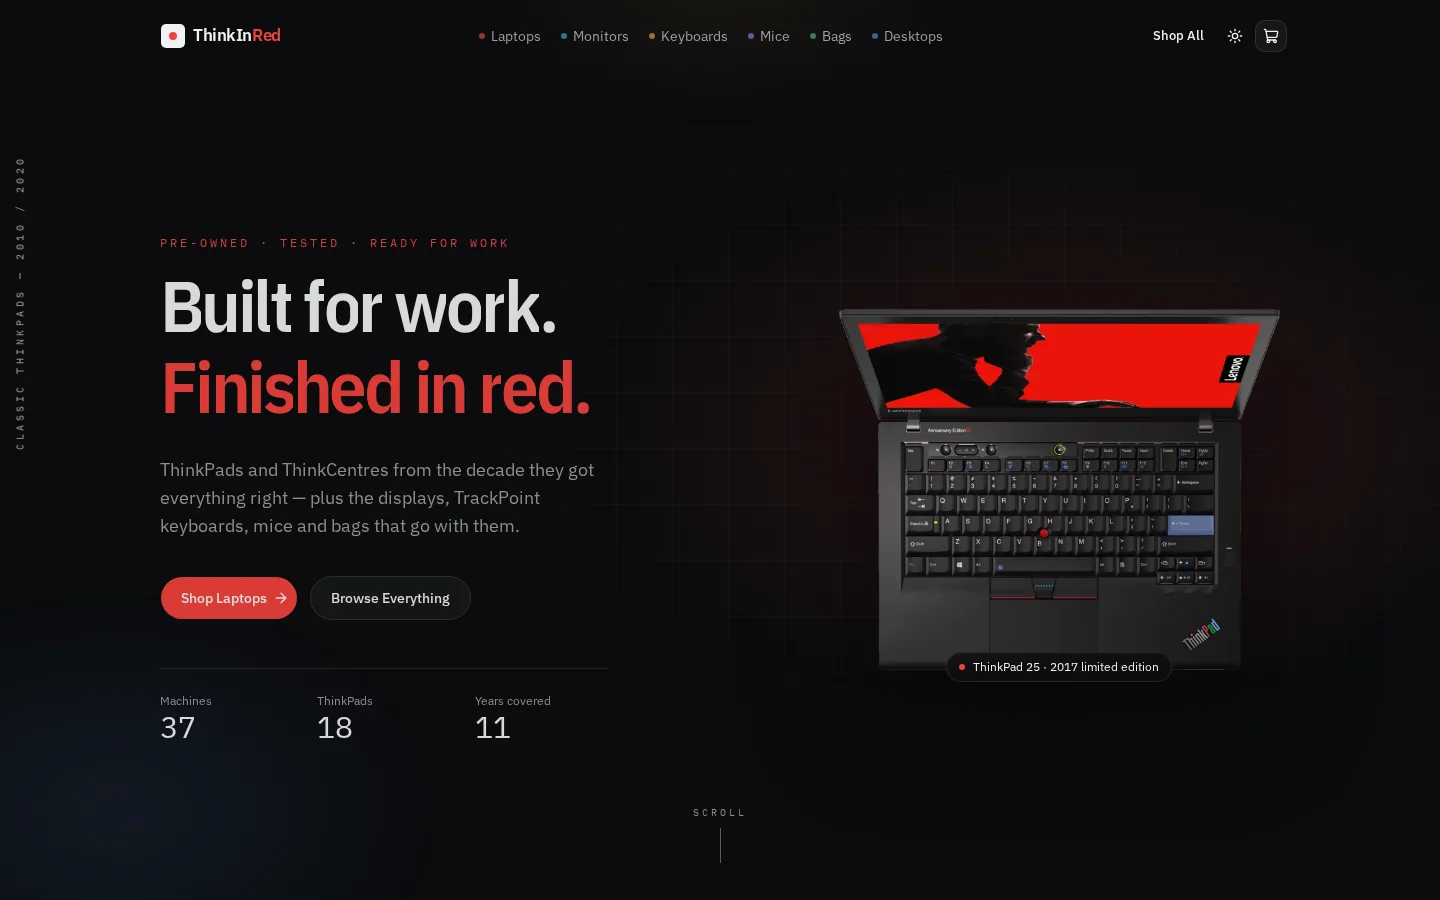 ThinkInRed
Laptops
Monitors
Keyboards
Mice
Bags
Desktops
Shop All
CLASSIC THINKPADS — 2010 / 2020
PRE-OWNED · TESTED · READY FOR WORK
Built for work.
Finished in red.
ThinkPads and ThinkCentres from the decade they got
everything right — plus the displays, TrackPoint
keyboards, mice and bags that go with them.
Shop Laptops
Browse Everything
Machines
37
ThinkPads
18
Years covered
11
Lenovo
Lenovo
Anniversary Edition
Q W E R T Y U I O P
A S D F G H J K L
Z X C V B N M
ThinkPad
ThinkPad 25 · 2017 limited edition
SCROLL